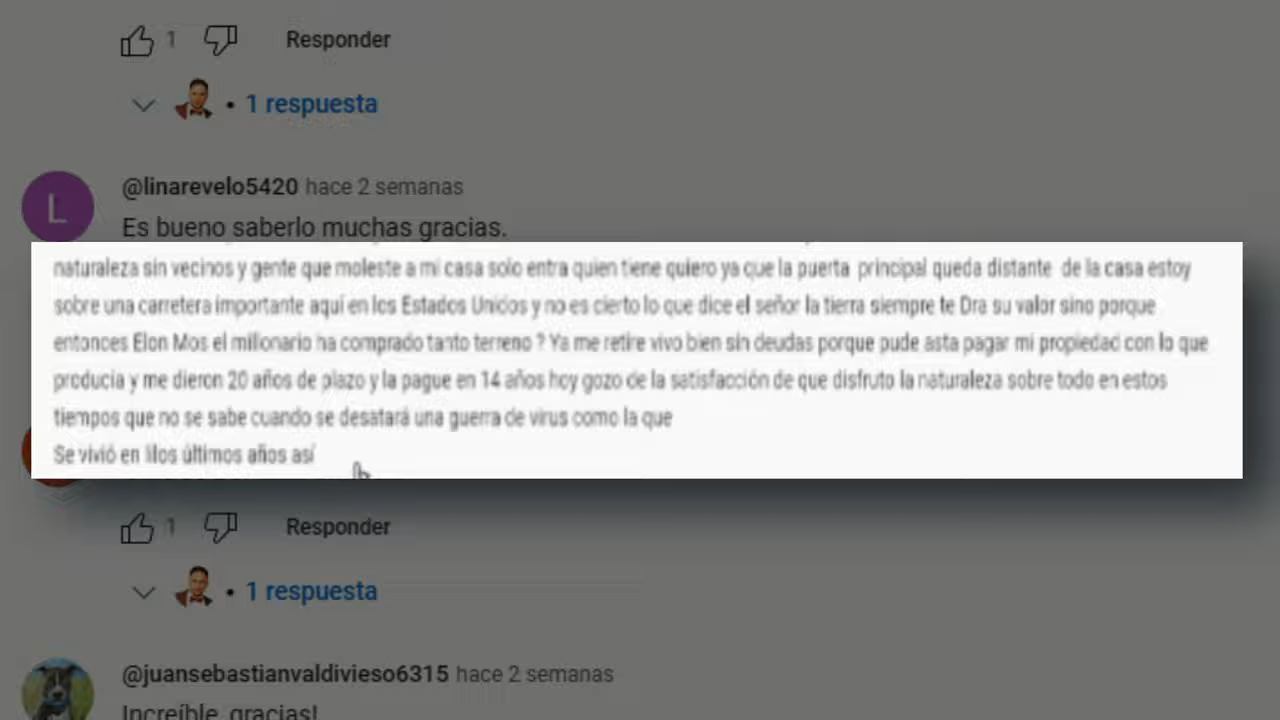 1 Responder
• 1 respuesta
@linarevelo5420 hace 2 semanas
L
Es bueno saberlo muchas gracias.
naturaleza sin vecinos y gente que moleste a mi casa solo entra quien tiene quiero ya que la puerta principal queda distante de la casa estoy
sobre una carretera importante aquí en los Estados Unidos y no es cierto lo que dice el señor la tierra siempre te Dra su valor sino porque
entonces Elon Mos el millonario ha comprado tanto terreno ? Ya me retire vivo bien sin deudas porque pude asta pagar mi propiedad con lo que
producia y me dieron 20 años de plazo y la pague en 14 años hoy gozo de la satisfacción de que disfruto la naturaleza sobre todo en estos
tiempos que no se sabe cuando se desatará una guerra de virus como la que
Se vivió en lilos últimos años así
1 Responder
• 1 respuesta
@juansebastianvaldivieso6315 hace 2 semanas
Increíble, gracias!